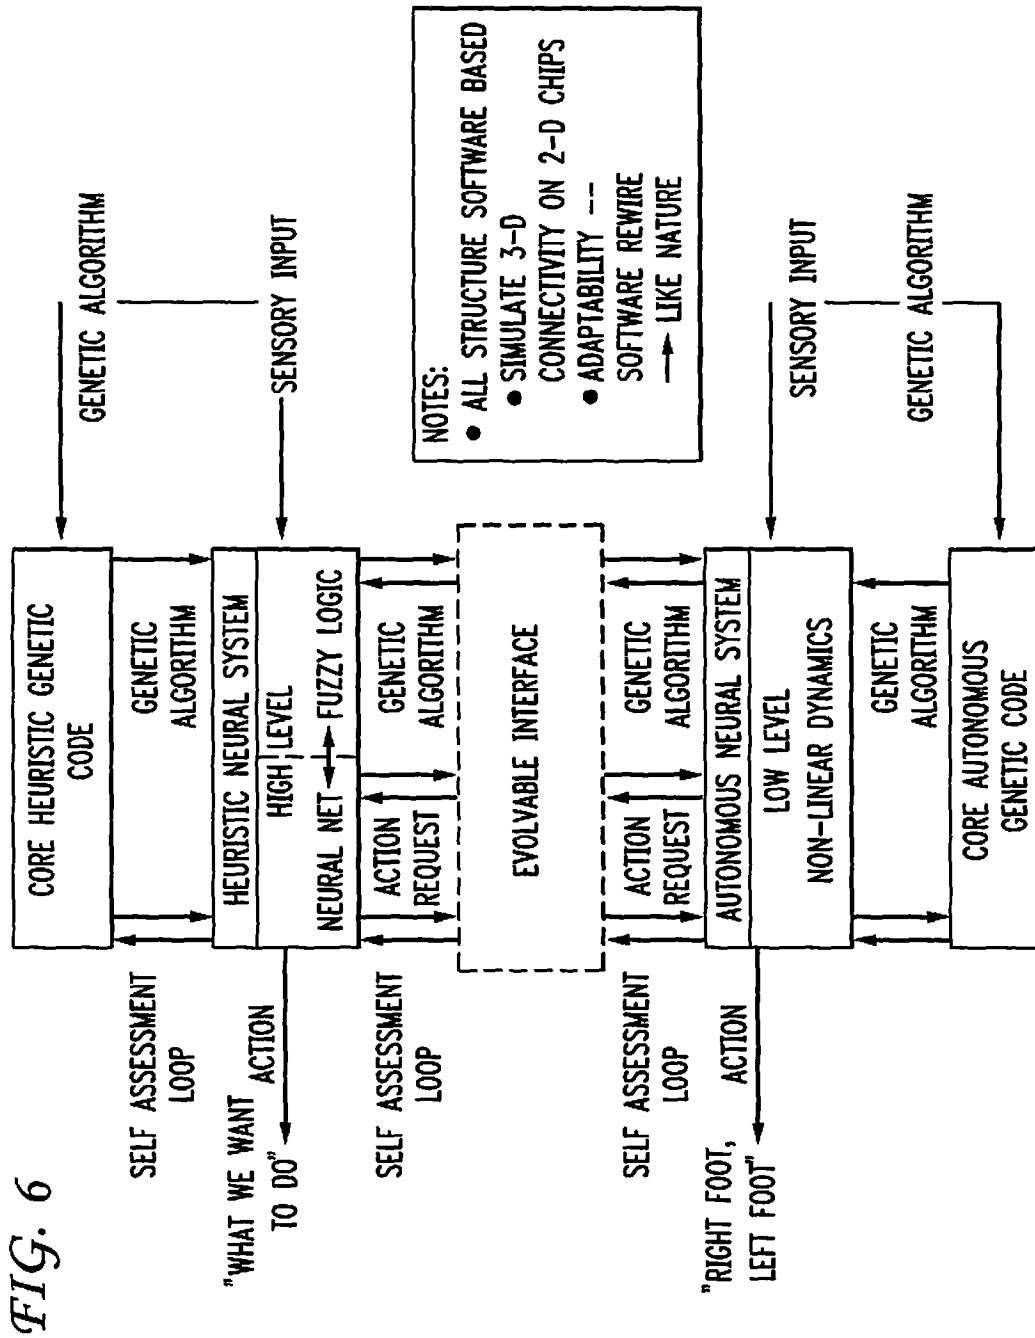 FIG. 6
CORE HEURISTIC GENETIC
CODE
GENETIC ALGORITHM
SELF ASSESSMENT
LOOP
GENETIC
ALGORITHM
HEURISTIC NEURAL SYSTEM
HIGH LEVEL
NEURAL NET
FUZZY LOGIC
SENSORY INPUT
ACTION
"WHAT WE WANT
TO DO"
SELF ASSESSMENT
LOOP
ACTION
REQUEST
GENETIC
ALGORITHM
EVOLVABLE INTERFACE
NOTES:
● ALL STRUCTURE SOFTWARE BASED
● SIMULATE 3-D
CONNECTIVITY ON 2-D CHIPS
● ADAPTABILITY --
SOFTWARE REWIRE
→ LIKE NATURE
SELF ASSESSMENT
LOOP
ACTION
REQUEST
GENETIC
ALGORITHM
AUTONOMOUS NEURAL SYSTEM
LOW LEVEL
NON-LINEAR DYNAMICS
SENSORY INPUT
ACTION
"RIGHT FOOT,
LEFT FOOT"
GENETIC
ALGORITHM
GENETIC ALGORITHM
CORE AUTONOMOUS
GENETIC CODE